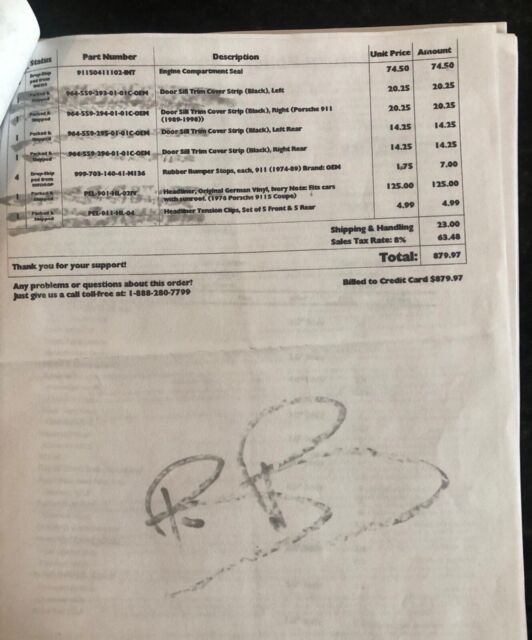 Status Part Number Description Unit Price Amount
91150411102-INT Engine Compartment Seal 74.50 74.50
964-559-293-01-01C-OEM Door Sill Trim Cover Strip (Black), Left 20.25 20.25
964-559-294-01-01C-OEM Door Sill Trim Cover Strip (Black), Right (Porsche 911 20.25 20.25
(1989-1998))
964-559-295-01-01C-OEM Door Sill Trim Cover Strip (Black), Left Rear 14.25 14.25
964-559-296-01-01C-OEM Door Sill Trim Cover Strip (Black), Right Rear 14.25 14.25
4 999-703-140-41-M136 Rubber Bumper Stops, each, 911 (1974-89) Brand: OEM 1.75 7.00
Headliner, Original German Vinyl, Ivory Note: Fits cars 125.00 125.00
with sunroof. (1976 Porsche 911S Coupe)
Headliner Tension Clips, Set of 5 Front & 5 Rear 4.99 4.99
Shipping & Handling 23.00
Sales Tax Rate: 8% 63.48
Total: 879.97
Thank you for your support!
Any problems or questions about this order? Billed to Credit Card $879.97
Just give us a call toll-free at: 1-888-280-7799